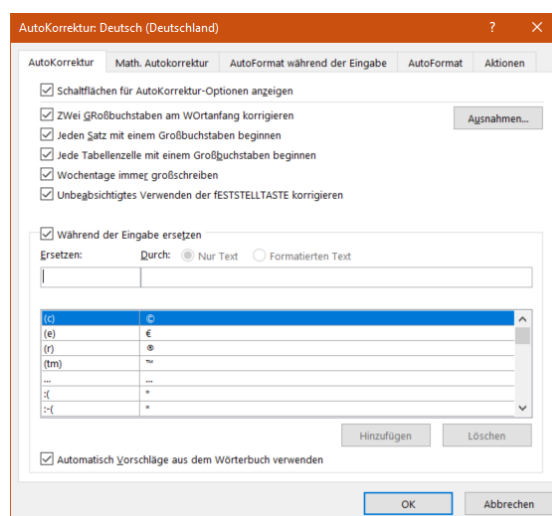 AutoKorrektur: Deutsch (Deutschland)
AutoKorrektur Math. Autokorrektur AutoFormat während der Eingabe AutoFormat Aktionen
Schaltflächen für AutoKorrektur-Optionen anzeigen
ZWei GRoßbuchstaben am WOrtanfang korrigieren
Ausnahmen...
Jeden Satz mit einem Großbuchstaben beginnen
Jede Tabellenzelle mit einem Großbuchstaben beginnen
Wochentage immer großschreiben
Unbeabsichtigtes Verwenden der fESTSTELLTASTE korrigieren
Während der Eingabe ersetzen
Ersetzen: Durch: Nur Text Formatierten Text
(c) ©
(e) €
(r) ®
(tm) ™
... ...
:( *
:-( *
Hinzufügen Löschen
Automatisch Vorschläge aus dem Wörterbuch verwenden
OK Abbrechen